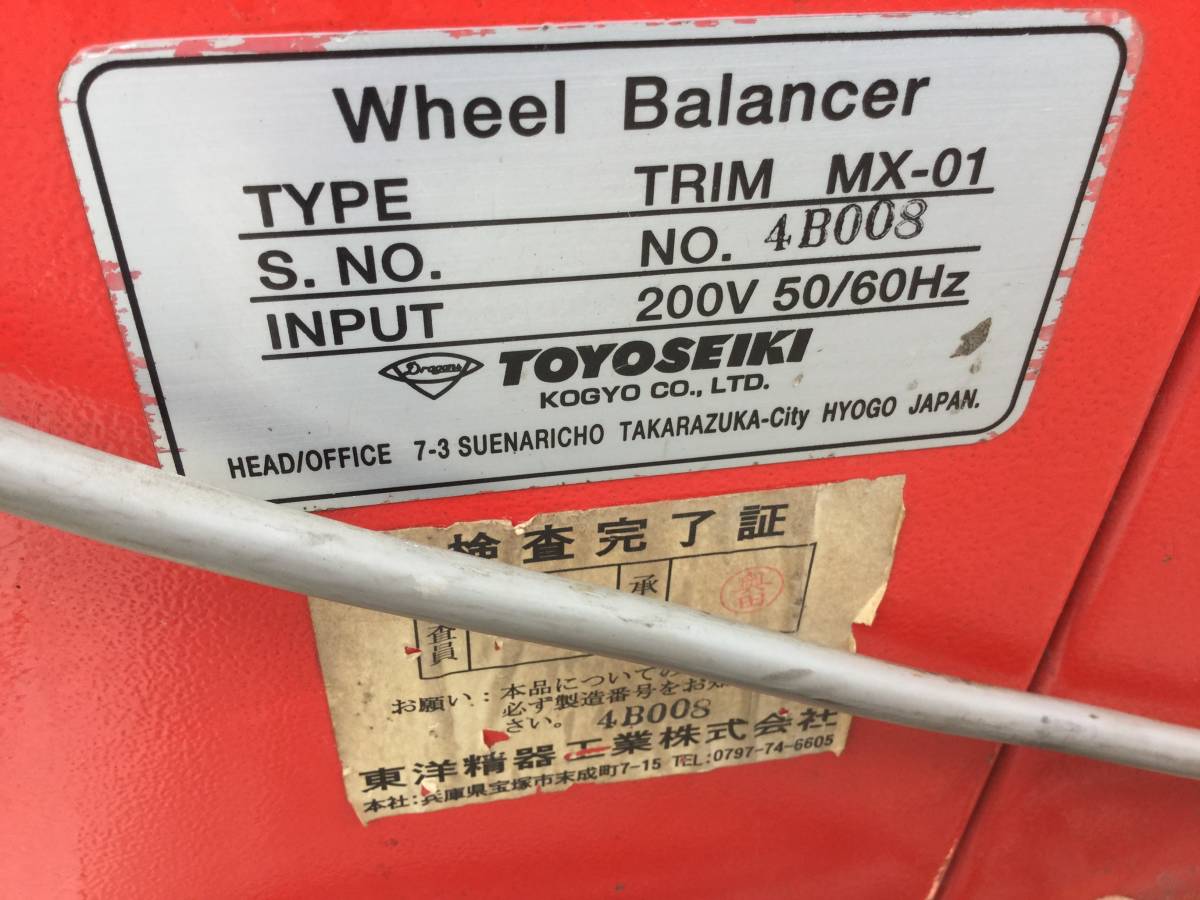 Wheel Balancer
TYPE TRIM MX-01
S. NO. NO. 4B008
INPUT 200V 50/60Hz
Dragons TOYOSEIKI
KOGYO CO., LTD.
HEAD/OFFICE 7-3 SUENARICHO TAKARAZUKA-City HYOGO JAPAN.
検査完了証
承
査員
お願い：本品についての
必ず製造番号をお知
さい。 4B008
東洋精器工業株式会社
本社：兵庫県宝塚市末成町7-15 TEL:0797-74-6605